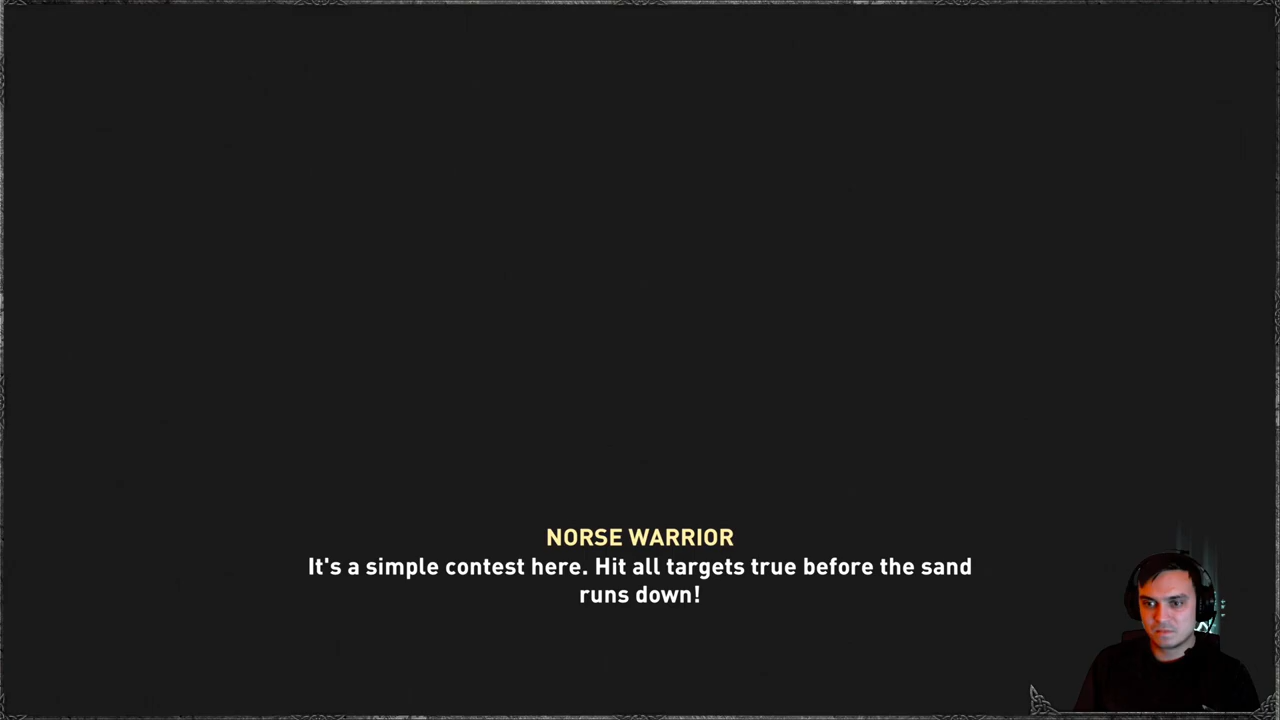 NORSE WARRIOR
It's a simple contest here. Hit all targets true before the sand
runs down!